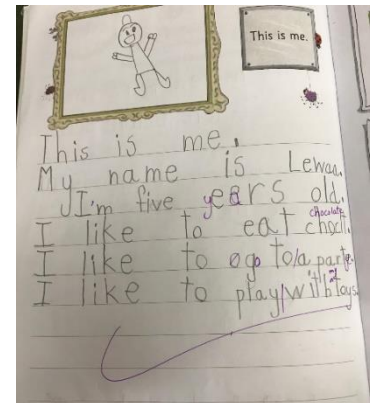 This is me.
This is me.
My name is Lewaa.
I'm five years old.
chocolate
I like to eat chocl.
I like to go to a party.
I like to play with toys.